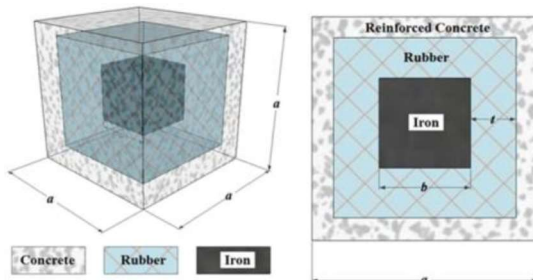 a
a
a
Concrete
Rubber
Iron
Reinforced Concrete
Rubber
Iron
t
b
a